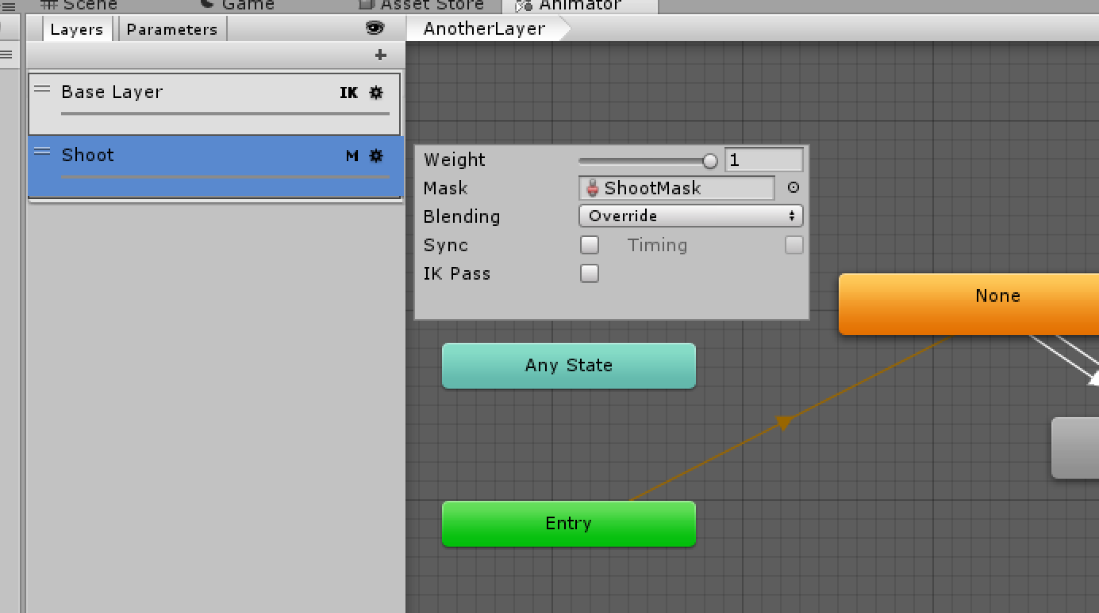 Scene Game Asset Store Animator
Layers Parameters
AnotherLayer
+
Base Layer IK
Shoot M
Weight 1
Mask ShootMask
Blending Override
Sync Timing
IK Pass
None
Any State
Entry